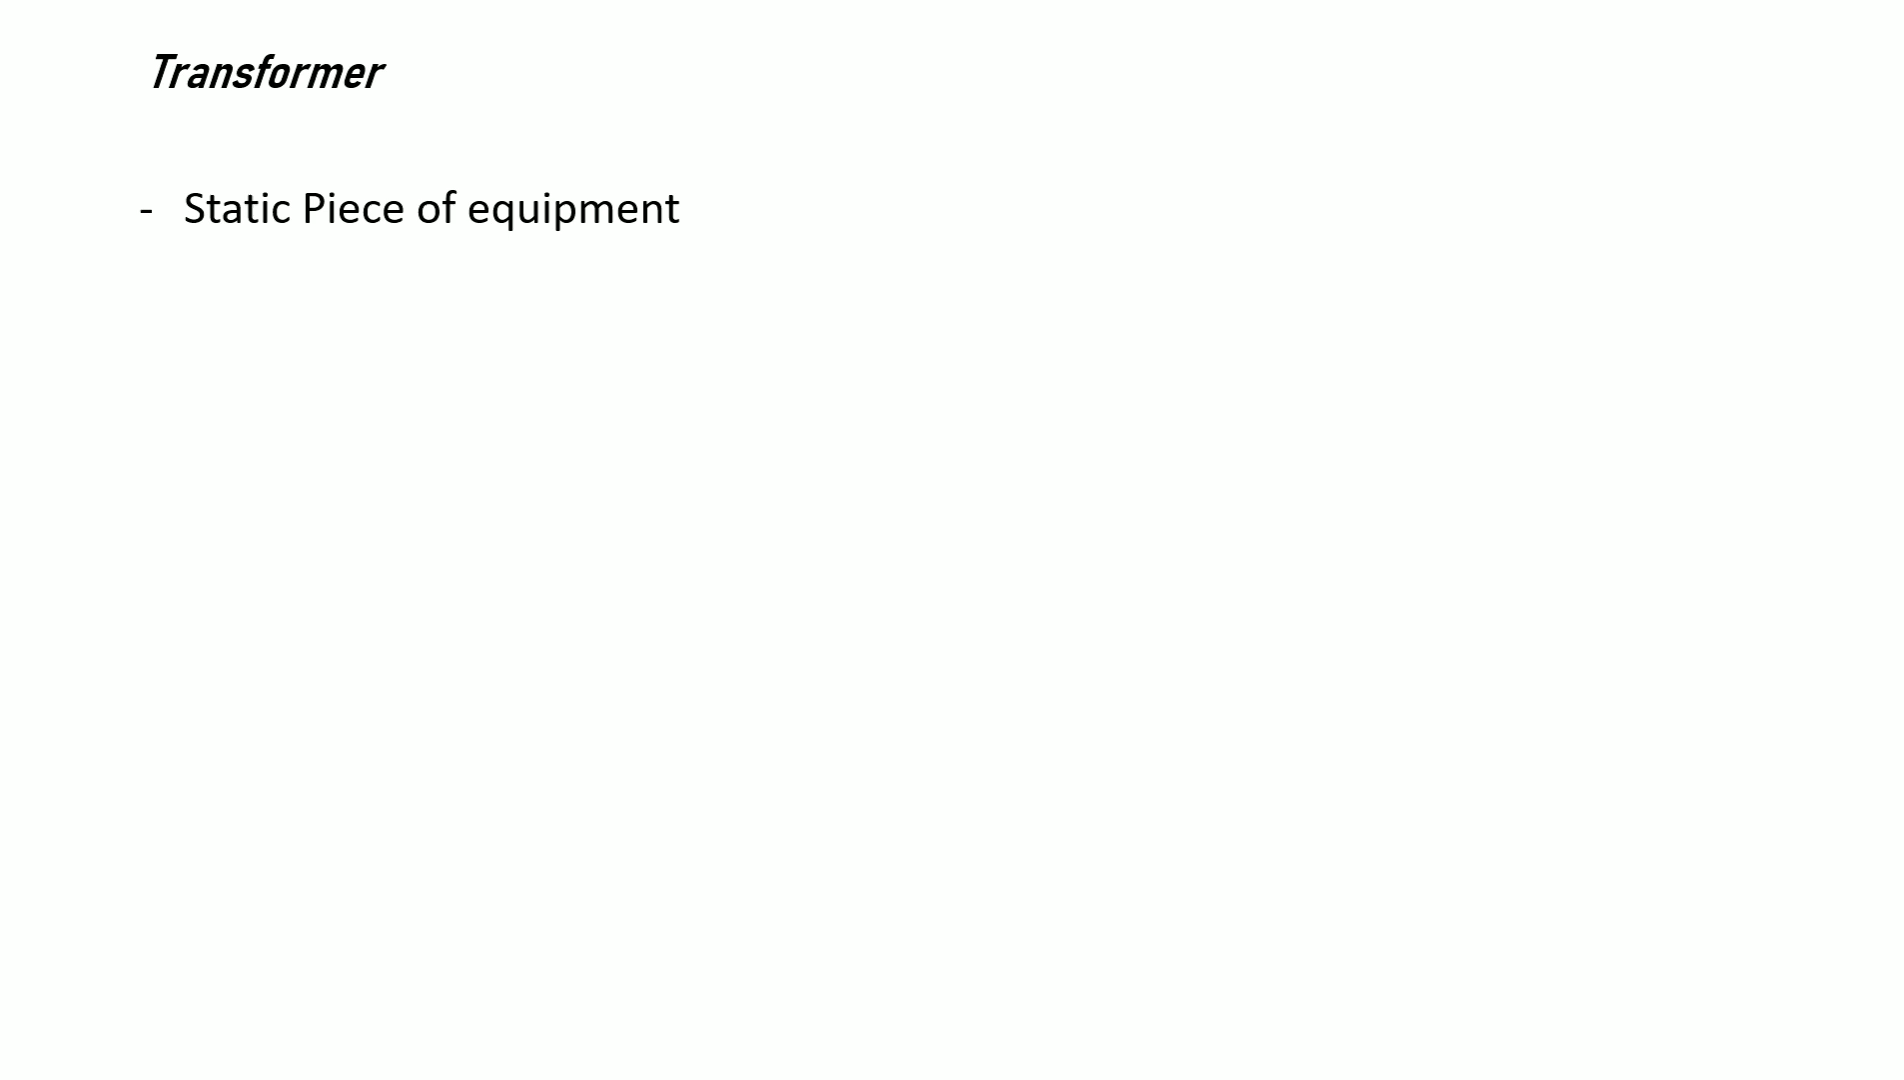 Transformer
- Static Piece of equipment